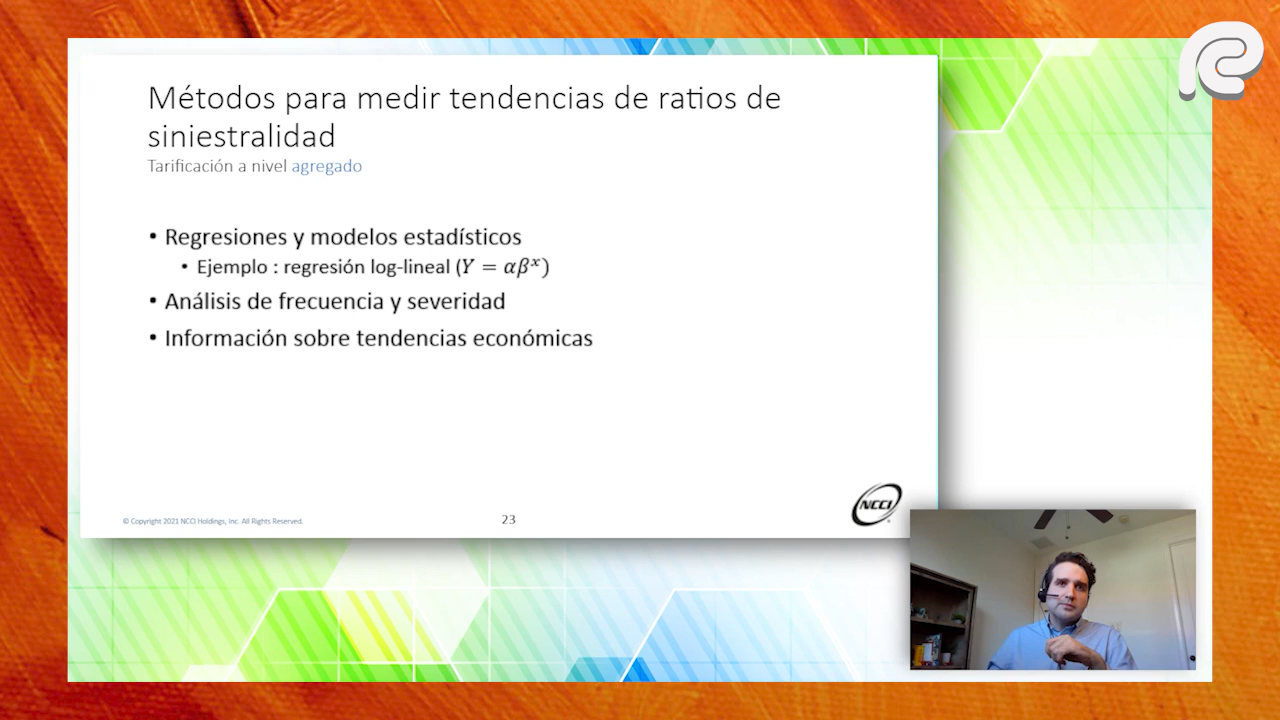 Métodos para medir tendencias de ratios de
siniestralidad
Tarificación a nivel agregado
• Regresiones y modelos estadísticos
• Ejemplo : regresión log-lineal (Y = αβˣ)
• Análisis de frecuencia y severidad
• Información sobre tendencias económicas
© Copyright 2021 NCCI Holdings, Inc. All Rights Reserved.
23
NCCI